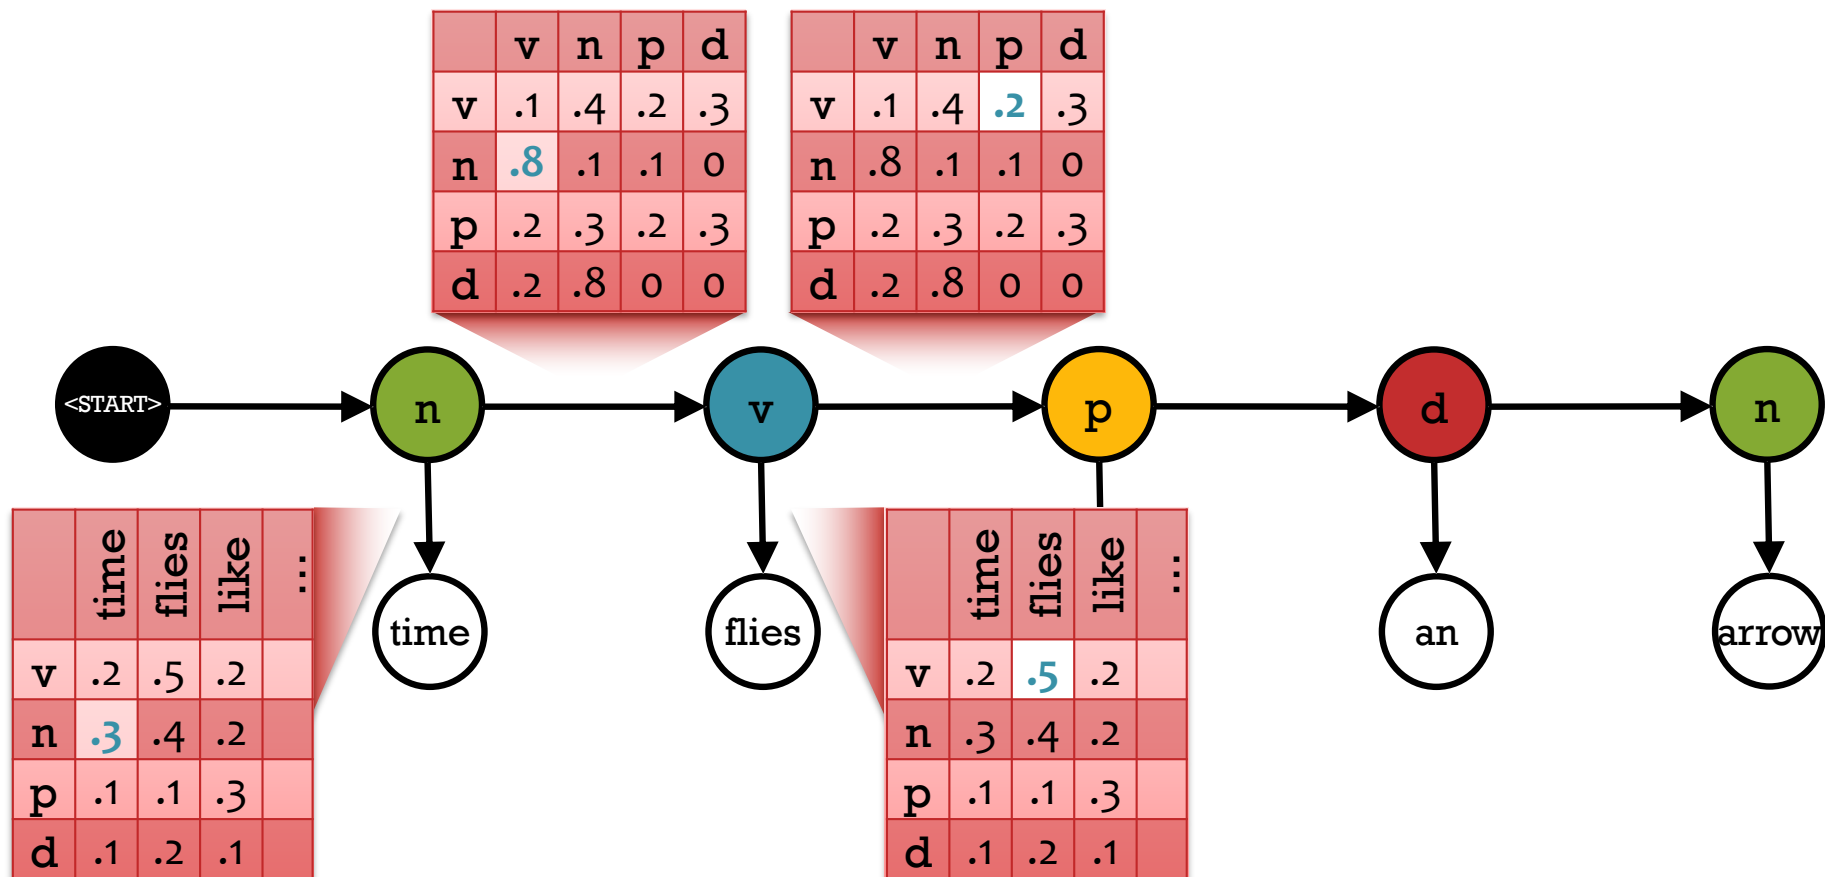 v n p d
v .1 .4 .2 .3
n .8 .1 .1 0
p .2 .3 .2 .3
d .2 .8 0 0
v n p d
v .1 .4 .2 .3
n .8 .1 .1 0
p .2 .3 .2 .3
d .2 .8 0 0
<START> n v p d n
time flies like ...
v .2 .5 .2
n .3 .4 .2
p .1 .1 .3
d .1 .2 .1
time flies
time flies like ...
v .2 .5 .2
n .3 .4 .2
p .1 .1 .3
d .1 .2 .1
an arrow